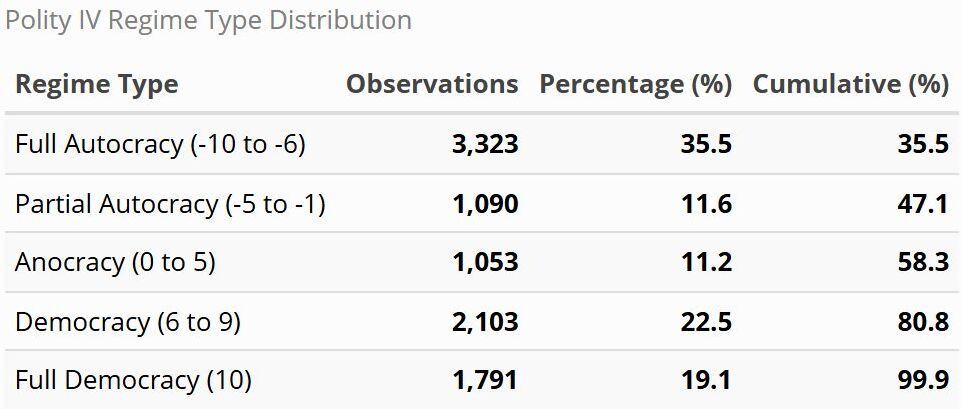 Polity IV Regime Type Distribution
Regime Type Observations Percentage (%) Cumulative (%)
Full Autocracy (-10 to -6) 3,323 35.5 35.5
Partial Autocracy (-5 to -1) 1,090 11.6 47.1
Anocracy (0 to 5) 1,053 11.2 58.3
Democracy (6 to 9) 2,103 22.5 80.8
Full Democracy (10) 1,791 19.1 99.9